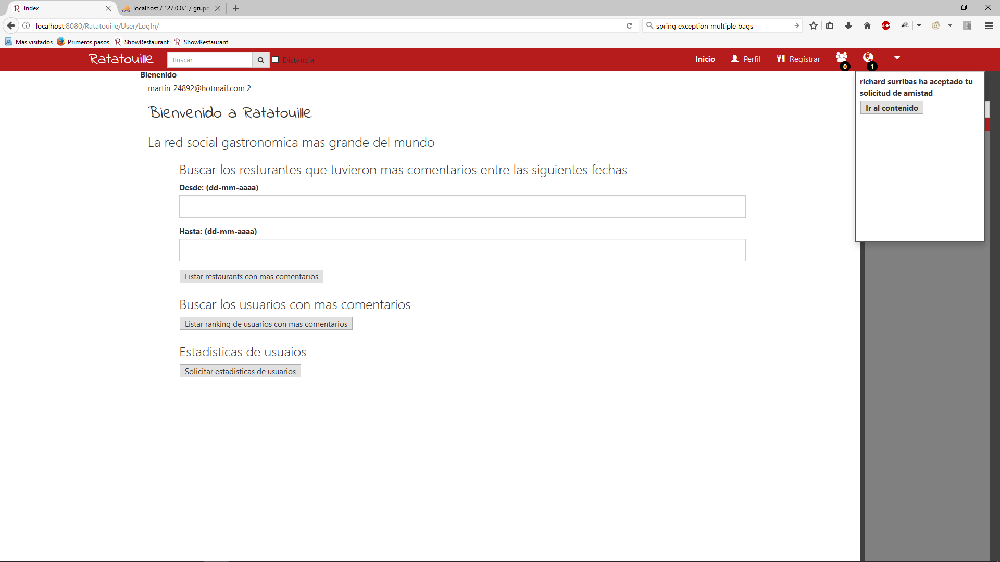 Index
localhost / 127.0.0.1 / grupo
localhost:8080/Ratatouille/User/LogIn/
spring exception multiple bags
ABP
Más visitados
Primeros pasos
ShowRestaurant
ShowRestaurant
Ratatouille
Buscar
Distancia
Inicio
Perfil
Registrar
0
1
Bienenido
martin_24892@hotmail.com 2
richard surribas ha aceptado tu
solicitud de amistad
Ir al contenido
Bienvenido a Ratatouille
La red social gastronomica mas grande del mundo
Buscar los resturantes que tuvieron mas comentarios entre las siguientes fechas
Desde: (dd-mm-aaaa)
Hasta: (dd-mm-aaaa)
Listar restaurants con mas comentarios
Buscar los usuarios con mas comentarios
Listar ranking de usuarios con mas comentarios
Estadisticas de usuaios
Solicitar estadisticas de usuarios